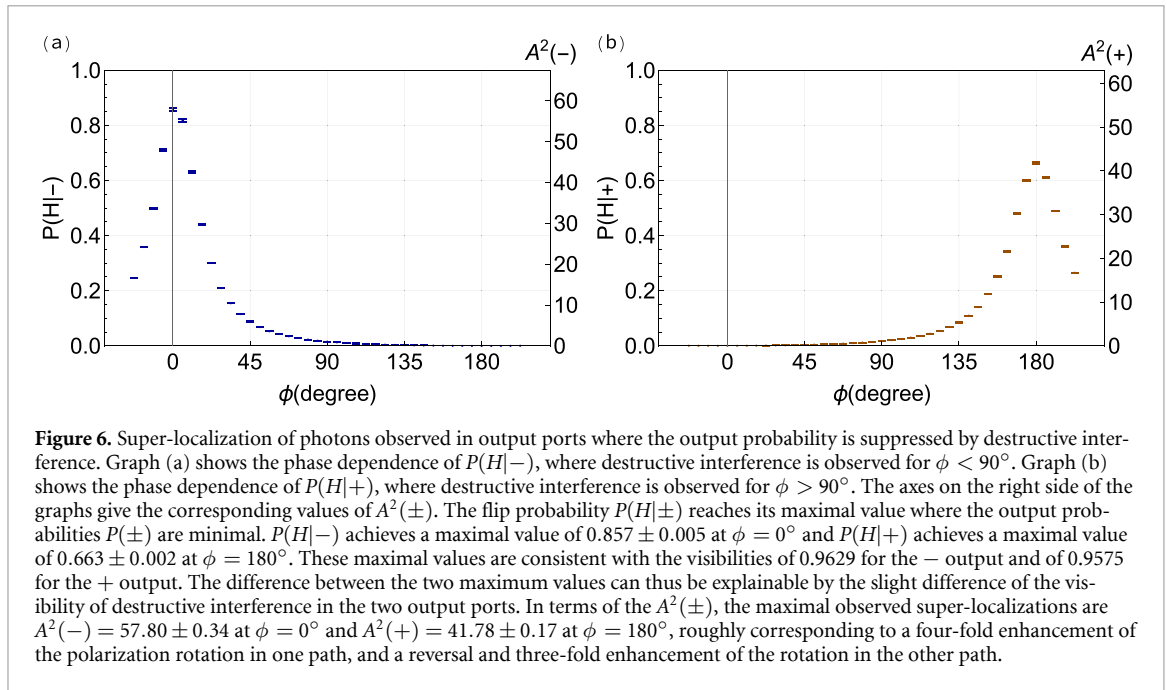 (a)
A²(−)
(b)
A²(+)
1.0
0.8
0.6
0.4
0.2
0.0
P(H|−)
60
50
40
30
20
10
0
0
45
90
135
180
ϕ(degree)
1.0
0.8
0.6
0.4
0.2
0.0
P(H|+)
60
50
40
30
20
10
0
0
45
90
135
180
ϕ(degree)
Figure 6. Super-localization of photons observed in output ports where the output probability is suppressed by destructive inter-
ference. Graph (a) shows the phase dependence of P(H|−), where destructive interference is observed for ϕ < 90°. Graph (b)
shows the phase dependence of P(H|+), where destructive interference is observed for ϕ > 90°. The axes on the right side of the
graphs give the corresponding values of A²(±). The flip probability P(H|±) reaches its maximal value where the output prob-
abilities P(±) are minimal. P(H|−) achieves a maximal value of 0.857 ± 0.005 at ϕ = 0° and P(H|+) achieves a maximal value
of 0.663 ± 0.002 at ϕ = 180°. These maximal values are consistent with the visibilities of 0.9629 for the − output and of 0.9575
for the + output. The difference between the two maximum values can thus be explainable by the slight difference of the vis-
ibility of destructive interference in the two output ports. In terms of the A²(±), the maximal observed super-localizations are
A²(−) = 57.80 ± 0.34 at ϕ = 0° and A²(+) = 41.78 ± 0.17 at ϕ = 180°, roughly corresponding to a four-fold enhancement of
the polarization rotation in one path, and a reversal and three-fold enhancement of the rotation in the other path.